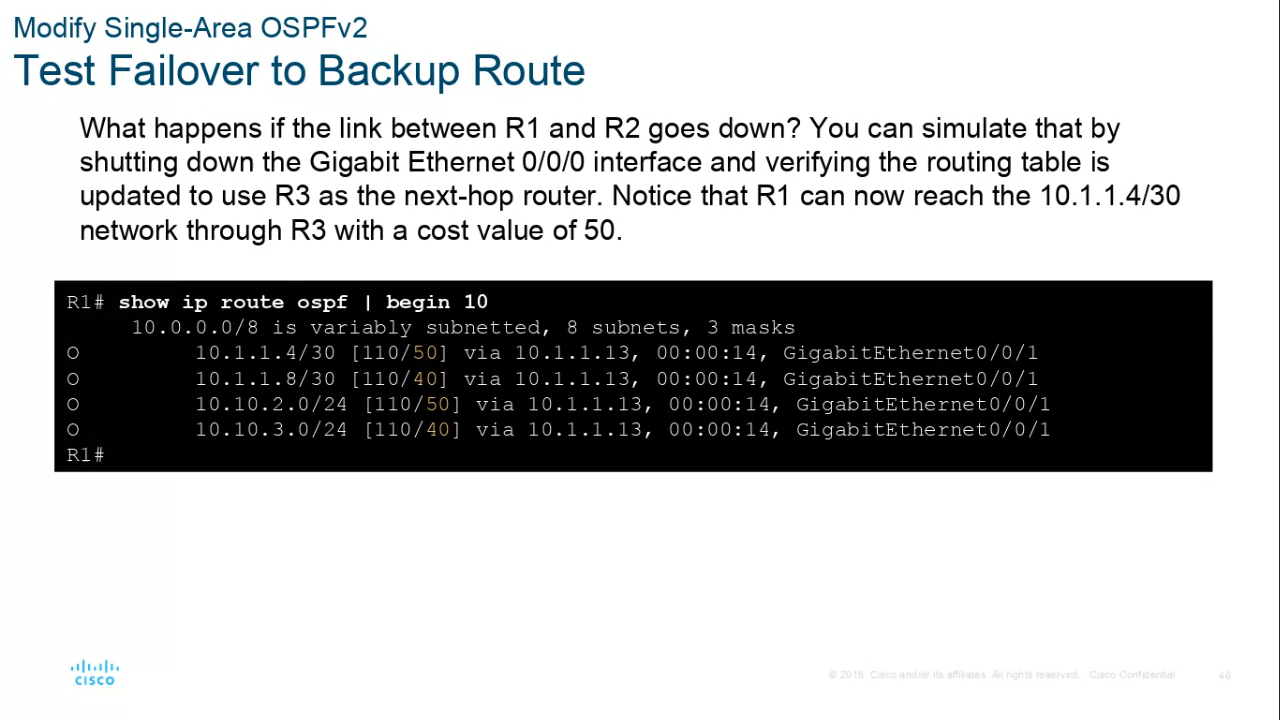 Modify Single-Area OSPFv2
Test Failover to Backup Route
What happens if the link between R1 and R2 goes down? You can simulate that by
shutting down the Gigabit Ethernet 0/0/0 interface and verifying the routing table is
updated to use R3 as the next-hop router. Notice that R1 can now reach the 10.1.1.4/30
network through R3 with a cost value of 50.
R1# show ip route ospf | begin 10
10.0.0.0/8 is variably subnetted, 8 subnets, 3 masks
O 10.1.1.4/30 [110/50] via 10.1.1.13, 00:00:14, GigabitEthernet0/0/1
O 10.1.1.8/30 [110/40] via 10.1.1.13, 00:00:14, GigabitEthernet0/0/1
O 10.10.2.0/24 [110/50] via 10.1.1.13, 00:00:14, GigabitEthernet0/0/1
O 10.10.3.0/24 [110/40] via 10.1.1.13, 00:00:14, GigabitEthernet0/0/1
R1#
CISCO
© 2016 Cisco and/or its affiliates. All rights reserved. Cisco Confidential 46